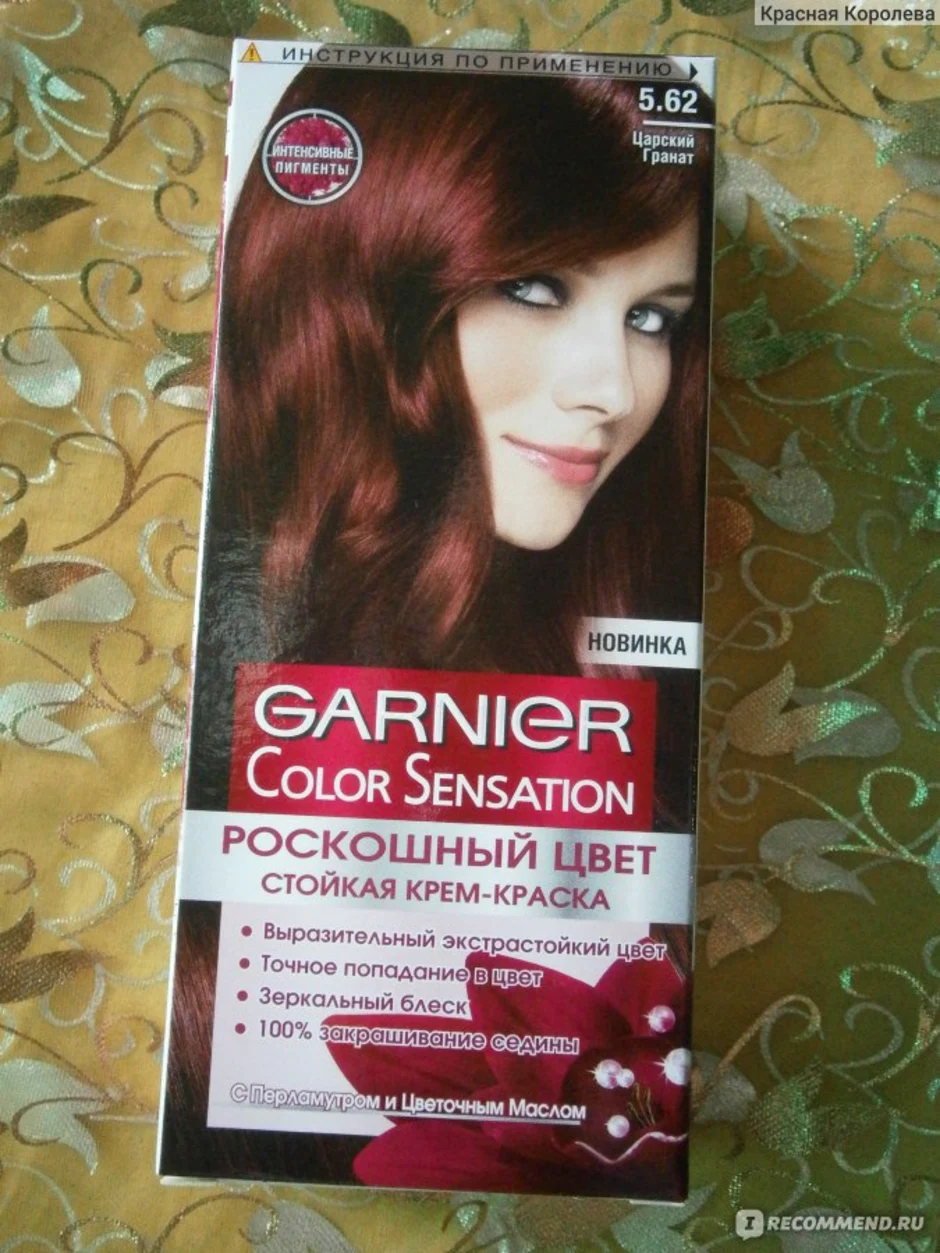 Красная Королева
ИНСТРУКЦИЯ ПО ПРИМЕНЕНИЮ
5.62
Царский
Гранат
ИНТЕНСИВНЫЕ
ПИГМЕНТЫ
НОВИНКА
GARNIER
COLOR SENSATION
РОСКОШНЫЙ ЦВЕТ
СТОЙКАЯ КРЕМ-КРАСКА
• Выразительный экстрастойкий цвет
• Точное попадание в цвет
• Зеркальный блеск
• 100% закрашивание седины
С Перламутром и Цветочным Маслом
I RECOMMEND.RU